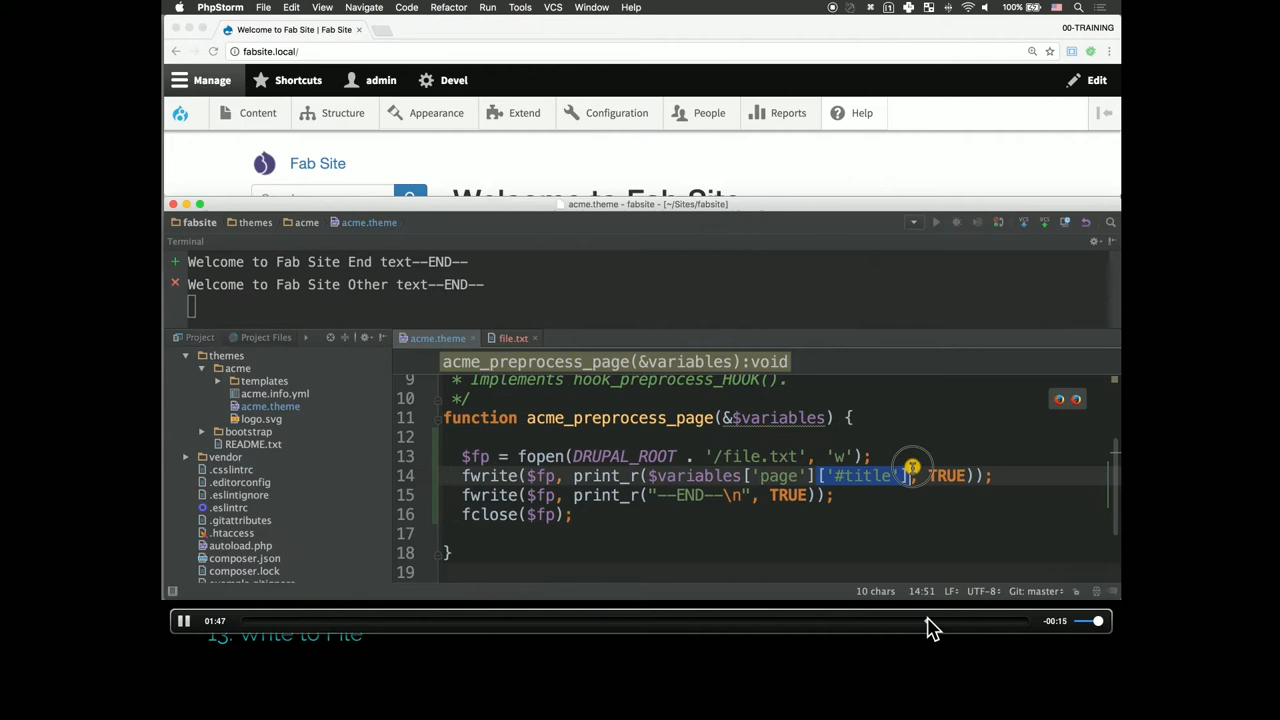 PhpStorm File Edit View Navigate Code Refactor Run Tools VCS Window Help 100%
Welcome to Fab Site | Fab Site 00-TRAINING
fabsite.local/
Manage Shortcuts admin Devel Edit
Content Structure Appearance Extend Configuration People Reports Help
Fab Site
Welcome to Fab Site
acme.theme - fabsite - [~/Sites/fabsite]
fabsite themes acme acme.theme
Terminal
Welcome to Fab Site End text--END--
Welcome to Fab Site Other text--END--
Project Project Files acme.theme file.txt
acme_preprocess_page(&variables):void
themes
acme
templates
acme.info.yml
acme.theme
logo.svg
bootstrap
README.txt
vendor
.csslintrc
.editorconfig
.eslintignore
.eslintrc
.gitattributes
.htaccess
autoload.php
composer.json
composer.lock
example.gitignore
9 * Implements hook_preprocess_HOOK().
10 */
11 function acme_preprocess_page(&$variables) {
12
13 $fp = fopen(DRUPAL_ROOT . '/file.txt', 'w');
14 fwrite($fp, print_r($variables['page']['#title'], TRUE));
15 fwrite($fp, print_r("--END--\n", TRUE));
16 fclose($fp);
17
18 }
19
10 chars 14:51 LF÷ UTF-8÷ Git: master÷
01:47 -00:15
13. Write to File